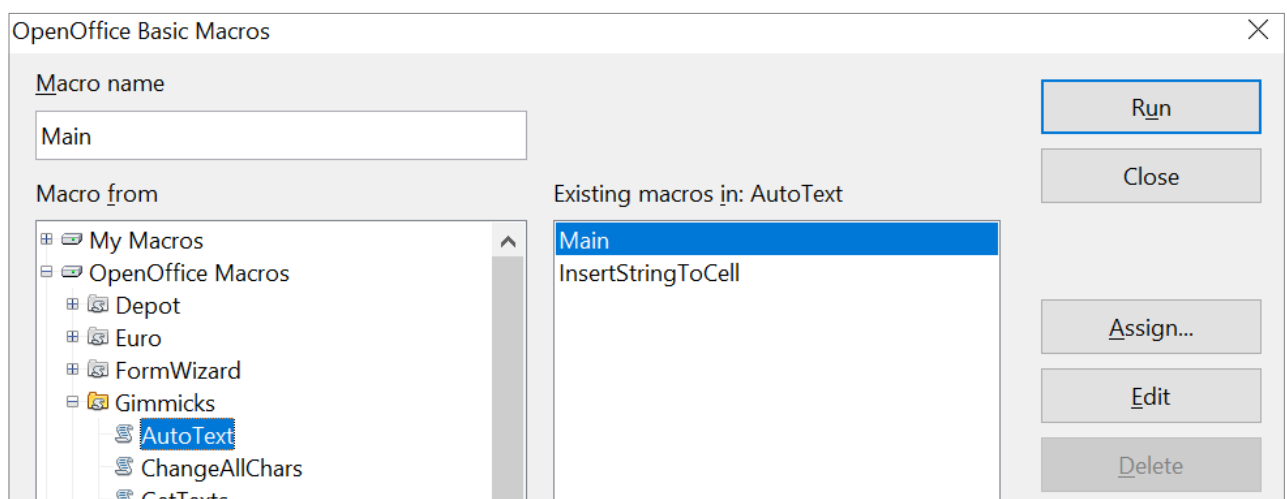 OpenOffice Basic Macros
Macro name
Main
Run
Close
Macro from
Existing macros in: AutoText
My Macros
OpenOffice Macros
Depot
Euro
FormWizard
Gimmicks
AutoText
ChangeAllChars
GetTexts
Main
InsertStringToCell
Assign...
Edit
Delete